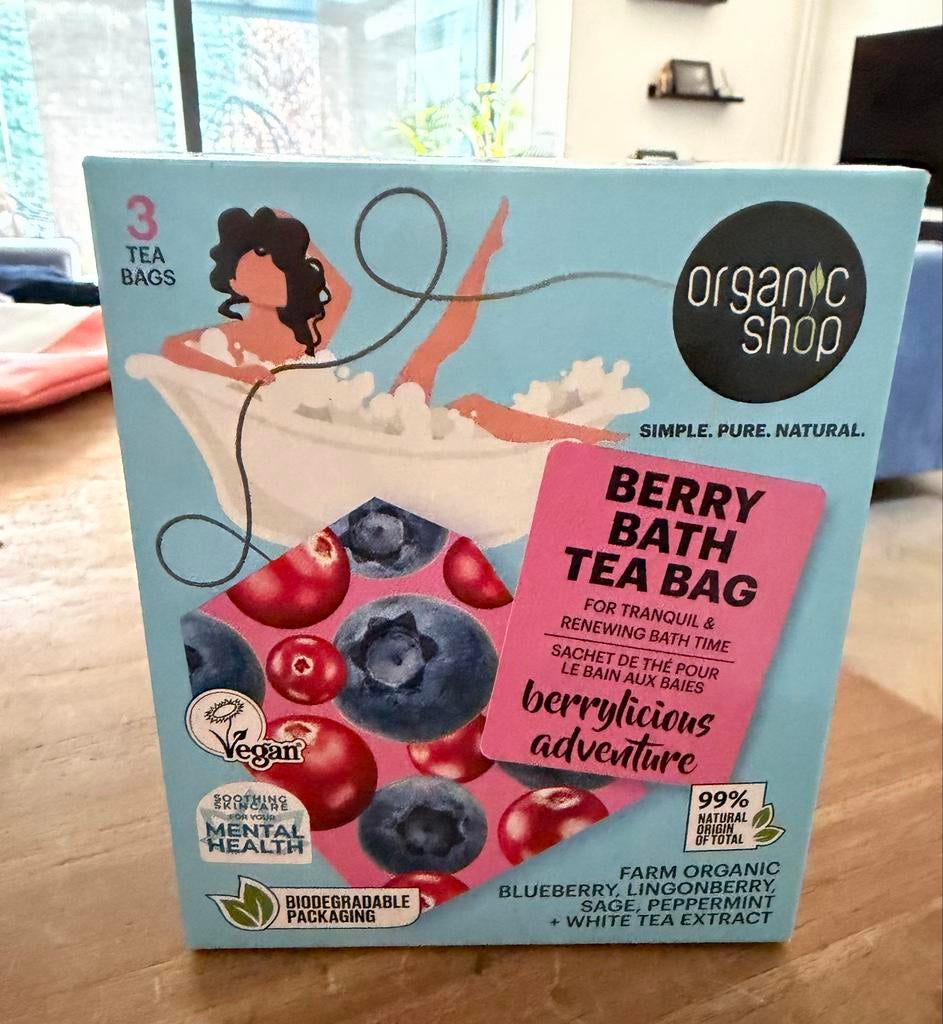 3
TEA
BAGS
organic
shop
SIMPLE. PURE. NATURAL.
BERRY
BATH
TEA BAG
FOR TRANQUIL &
RENEWING BATH TIME
SACHET DE THÉ POUR
LE BAIN AUX BAIES
berrylicious
adventure
Vegan
SOOTHING
SKINCARE
FOR YOUR
MENTAL
HEALTH
99%
NATURAL
ORIGIN
OF TOTAL
BIODEGRADABLE
PACKAGING
FARM ORGANIC
BLUEBERRY, LINGONBERRY,
SAGE, PEPPERMINT
+ WHITE TEA EXTRACT